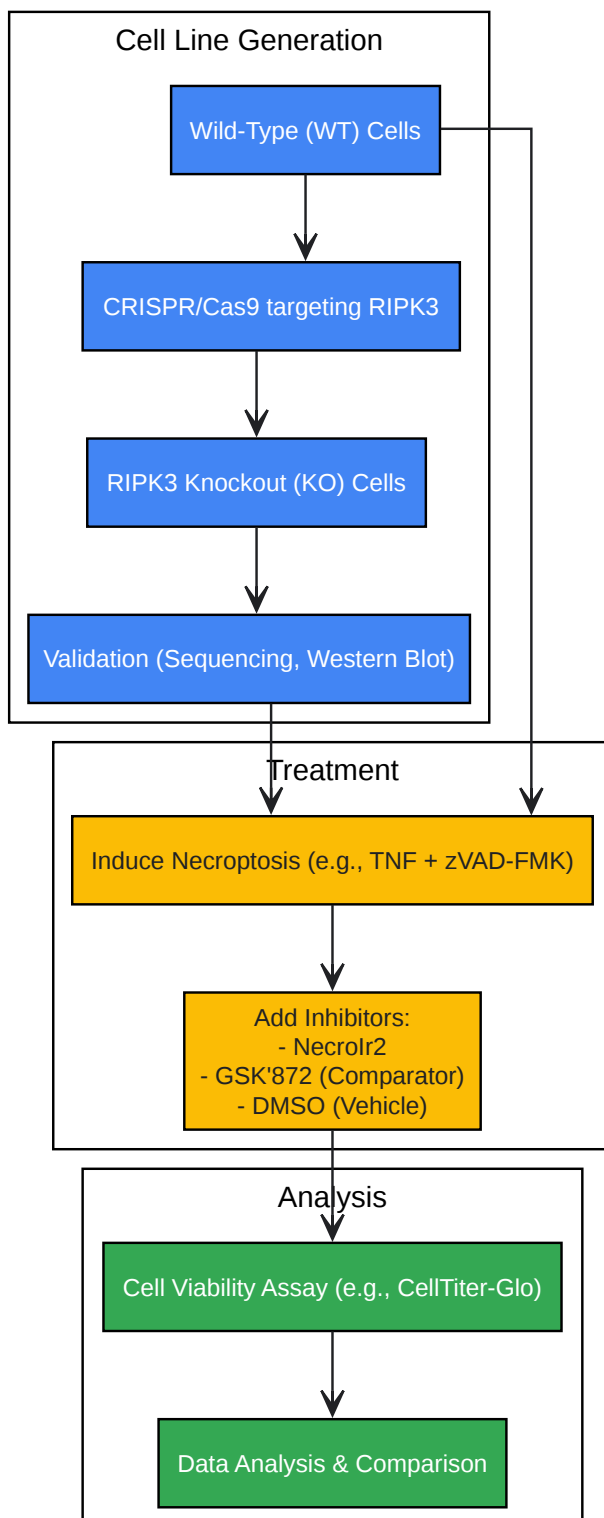 Cell Line Generation
Wild-Type (WT) Cells
CRISPR/Cas9 targeting RIPK3
RIPK3 Knockout (KO) Cells
Validation (Sequencing, Western Blot)
Treatment
Induce Necroptosis (e.g., TNF + zVAD-FMK)
Add Inhibitors:
- NecroIr2
- GSK'872 (Comparator)
- DMSO (Vehicle)
Analysis
Cell Viability Assay (e.g., CellTiter-Glo)
Data Analysis & Comparison